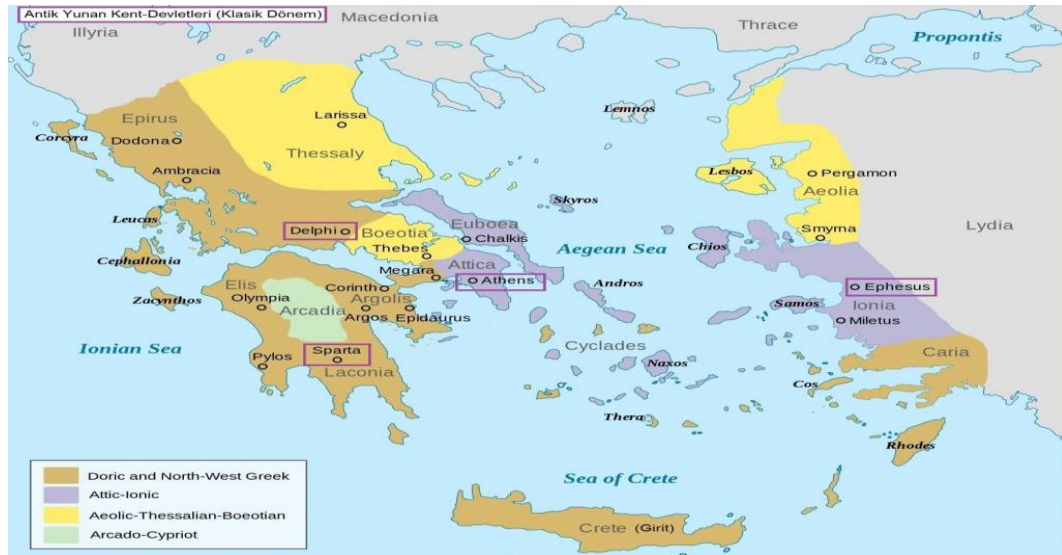 Antik Yunan Kent-Devletleri (Klasik Dönem)
Illyria
Macedonia
Thrace
Propontis
Epirus
Corcyra
Dodona
Larissa
Thessaly
Lemnos
Ambracia
Lesbos
Pergamon
Aeolia
Leucas
Skyros
Delphi
Boeotia
Euboea
Chalkis
Thebes
Aegean Sea
Chios
Smyrna
Lydia
Cephallonia
Megara
Attica
Athens
Elis
Corinth
Andros
Ephesus
Zacynthos
Olympia
Argolis
Arcadia
Argos
Epidaurus
Samos
Ionia
Miletus
Ionian Sea
Sparta
Pylos
Laconia
Cyclades
Naxos
Caria
Cos
Thera
Rhodes
Doric and North-West Greek
Attic-Ionic
Aeolic-Thessalian-Boeotian
Arcado-Cypriot
Sea of Crete
Crete (Girit)